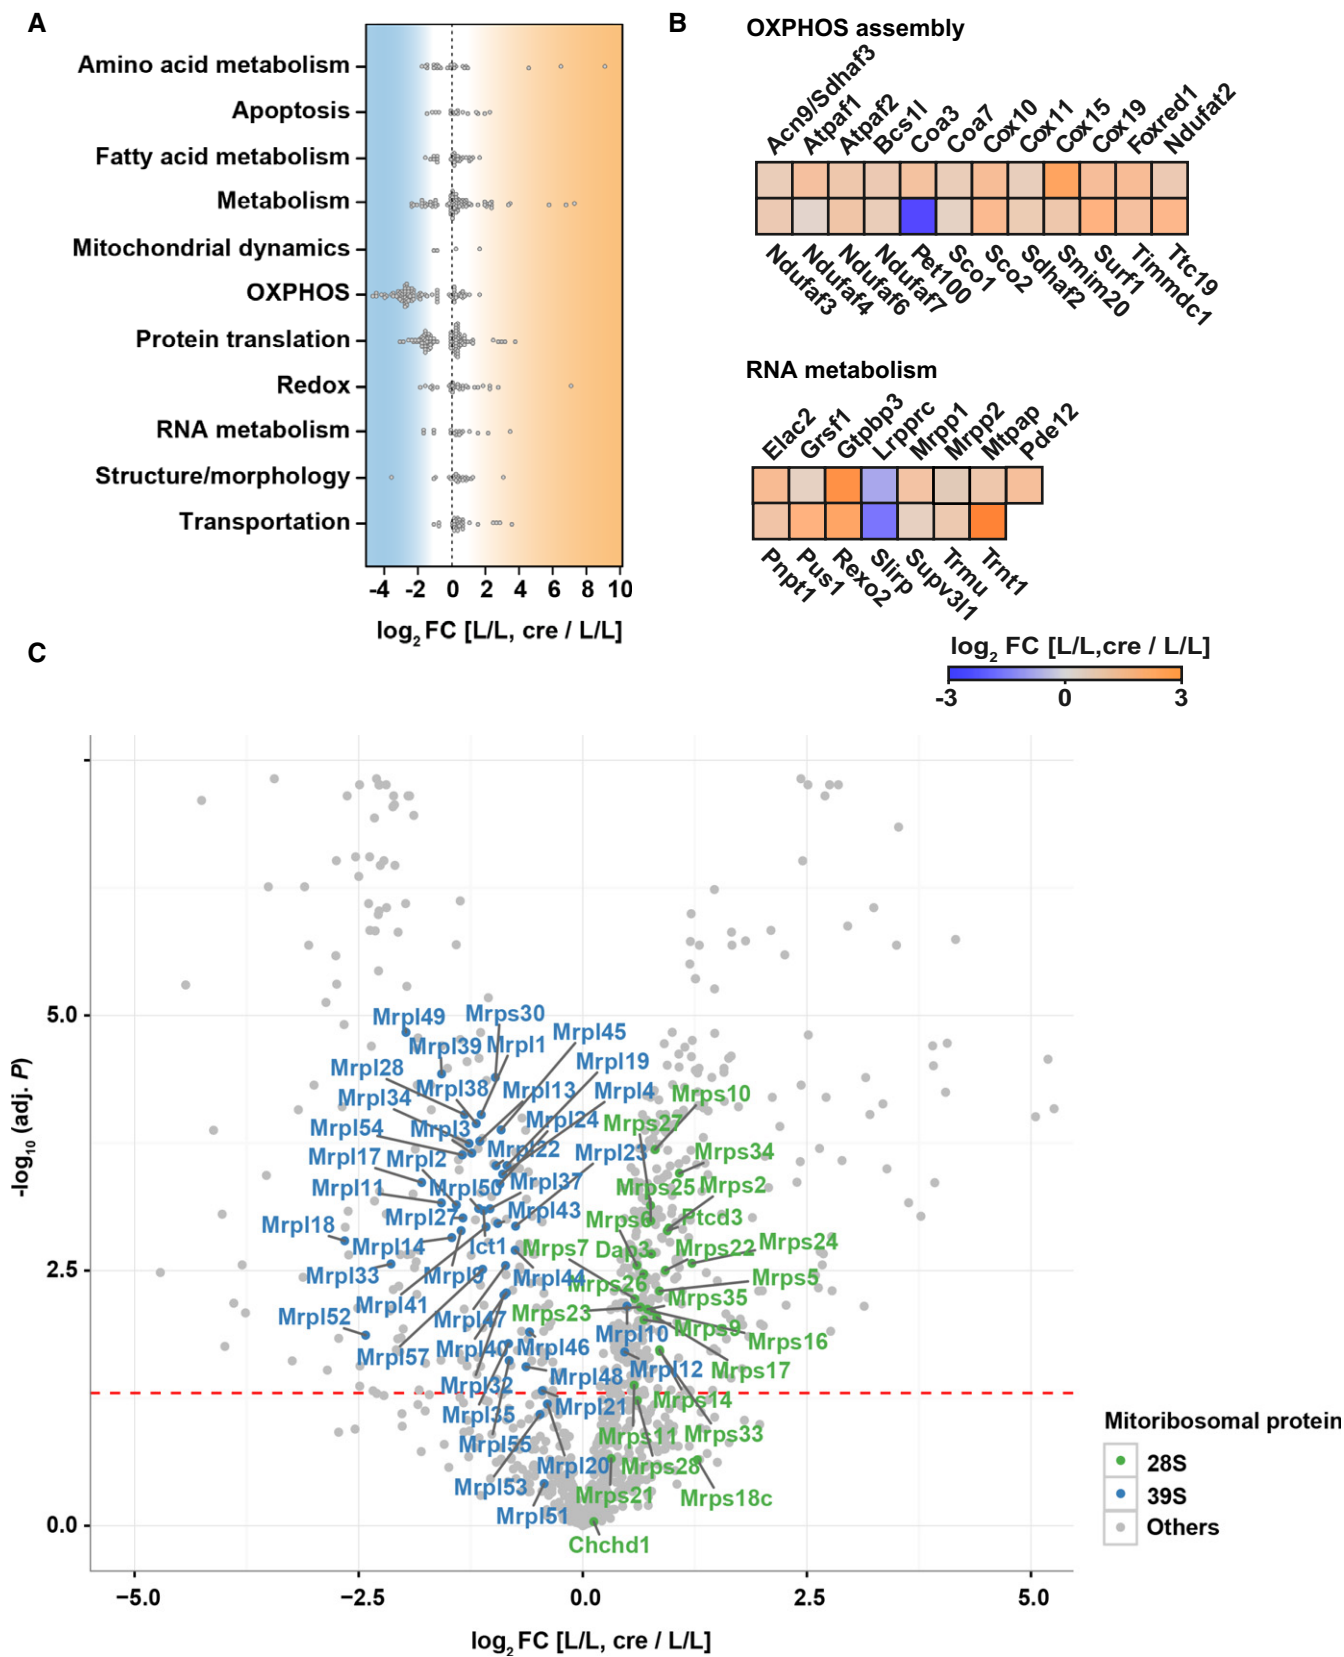 A
Amino acid metabolism
Apoptosis
Fatty acid metabolism
Metabolism
Mitochondrial dynamics
OXPHOS
Protein translation
Redox
RNA metabolism
Structure/morphology
Transportation
-4 -2 0 2 4 6 8 10
log2 FC [L/L, cre / L/L]
B
OXPHOS assembly
Acn9/Sdhaf3 Atpaf1 Atpaf2 Bcs1l Coa3 Coa7 Cox10 Cox11 Cox15 Cox19 Foxred1 Ndufat2
Ndufaf3 Ndufaf4 Ndufaf6 Ndufaf7 Pet100 Sco1 Sco2 Sdhaf2 Smim20 Surf1 Timmdc1 Ttc19
RNA metabolism
Elac2 Grsf1 Gtpbp3 Lrpprc Mrpp1 Mrpp2 Mtpap Pde12
Pnpt1 Pus1 Rexo2 Slirp Supv3l1 Trmu Trnt1
log2 FC [L/L,cre / L/L]
-3 0 3
C
-log10 (adj. P)
5.0
2.5
0.0
Mrpl49 Mrps30
Mrpl45
Mrpl39 Mrpl1
Mrpl28 Mrpl19
Mrpl38 Mrpl13 Mrpl4 Mrps10
Mrpl34
Mrpl54 Mrpl3 Mrpl24 Mrps27
Mrpl17 Mrpl2 Mrpl22 Mrpl23 Mrps34
Mrpl11 Mrpl50 Mrpl37 Mrps25 Mrps2
Mrpl18 Mrpl27 Mrpl43 Mrps6 Ptcd3
Mrpl14 Ict1 Mrps7 Dap3 Mrps22 Mrps24
Mrpl33 Mrpl9 Mrpl44 Mrps26 Mrps5
Mrpl52 Mrpl41 Mrpl47 Mrps23 Mrps35
Mrpl57 Mrpl40 Mrpl46 Mrpl10 Mrps9 Mrps16
Mrpl32 Mrpl48 Mrpl12 Mrps17
Mrpl35 Mrpl21 Mrps14
Mrpl55 Mrps11 Mrps33
Mrpl53 Mrpl20 Mrps28
Mrpl51 Mrps21 Mrps18c
Chchd1
−5.0 −2.5 0.0 2.5 5.0
log2 FC [L/L, cre / L/L]
Mitoribosomal protein
28S
39S
Others